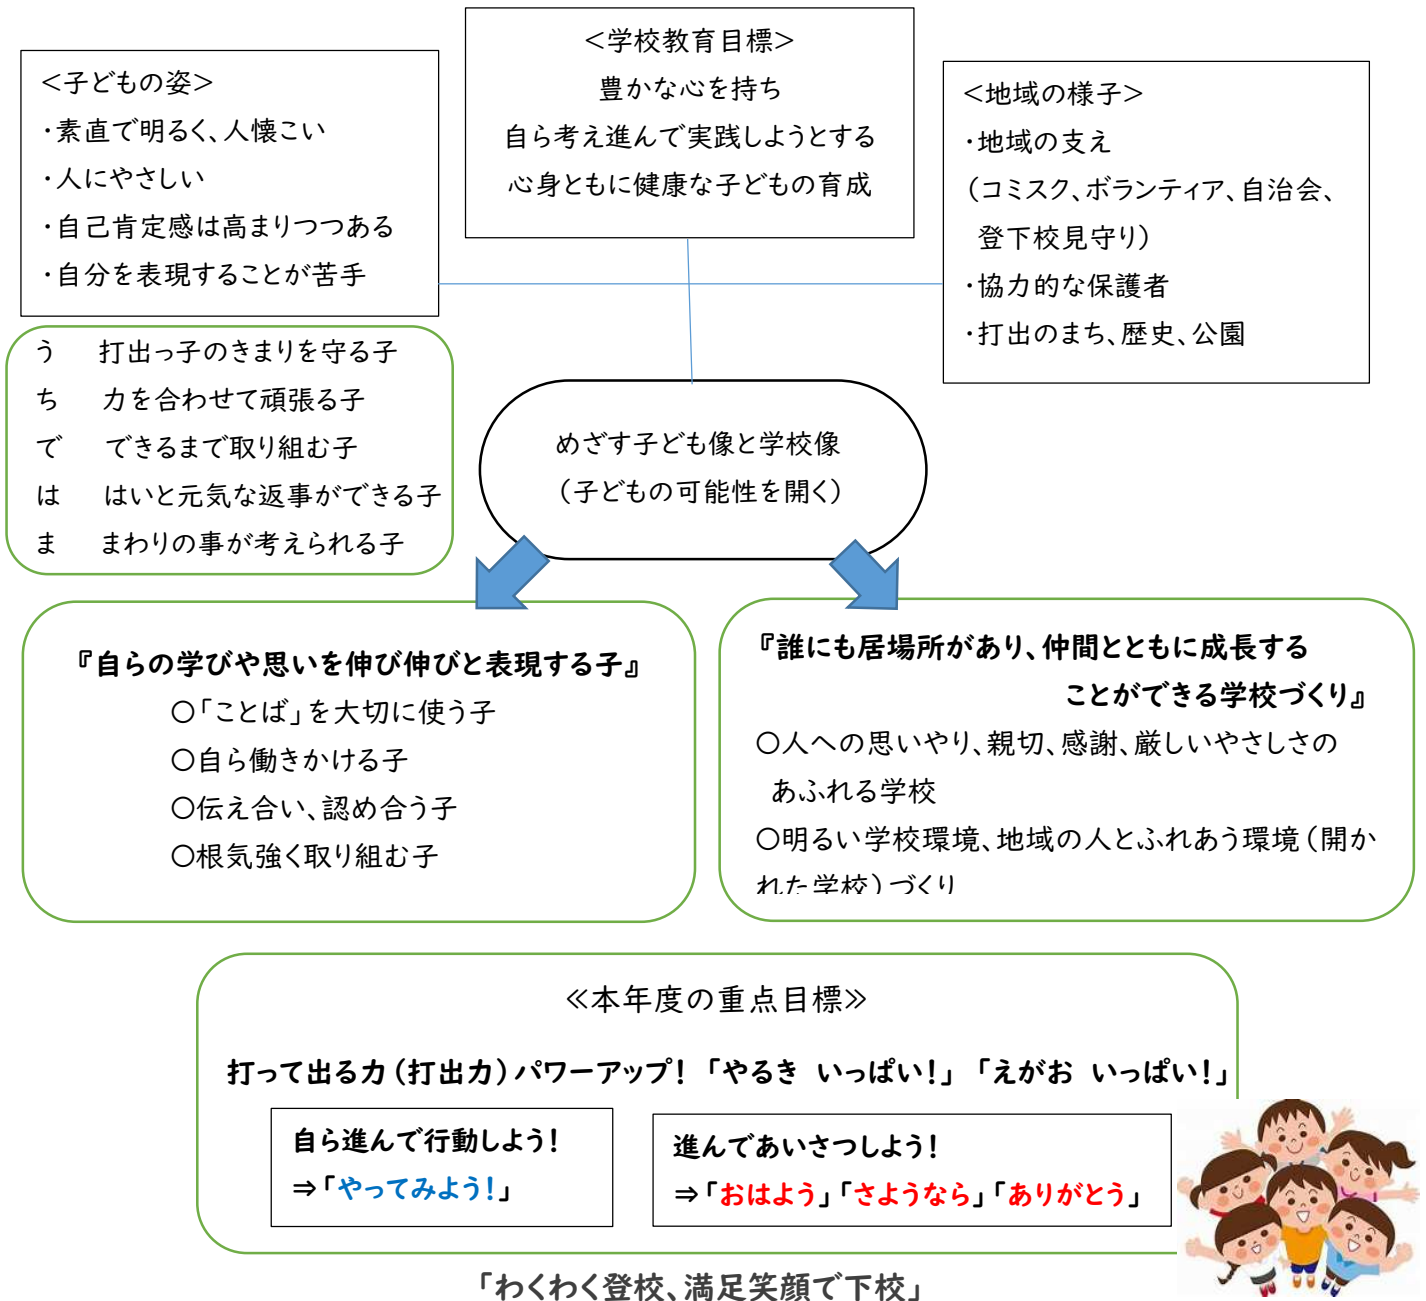 <学校教育目標>
豊かな心を持ち
自ら考え進んで実践しようとする
心身ともに健康な子どもの育成
<子どもの姿>
・素直で明るく、人懐こい
・人にやさしい
・自己肯定感は高まりつつある
・自分を表現することが苦手
<地域の様子>
・地域の支え
(コミスク、ボランティア、自治会、
登下校見守り)
・協力的な保護者
・打出のまち、歴史、公園
う 打出っ子のきまりを守る子
ち 力を合わせて頑張る子
で できるまで取り組む子
は はいと元気な返事ができる子
ま まわりの事が考えられる子
めざす子ども像と学校像
(子どもの可能性を開く)
『自らの学びや思いを伸び伸びと表現する子』
○「ことば」を大切に使う子
○自ら働きかける子
○伝え合い、認め合う子
○根気強く取り組む子
『誰にも居場所があり、仲間とともに成長する
ことができる学校づくり』
○人への思いやり、親切、感謝、厳しいやさしさの
あふれる学校
○明るい学校環境、地域の人とふれあう環境(開か
れた学校)づくり
≪本年度の重点目標≫
打って出る力(打出力)パワーアップ!「やるき いっぱい!」「えがお いっぱい!」
自ら進んで行動しよう!
⇒「やってみよう!」
進んであいさつしよう!
⇒「おはよう」「さようなら」「ありがとう」
「わくわく登校、満足笑顔で下校」